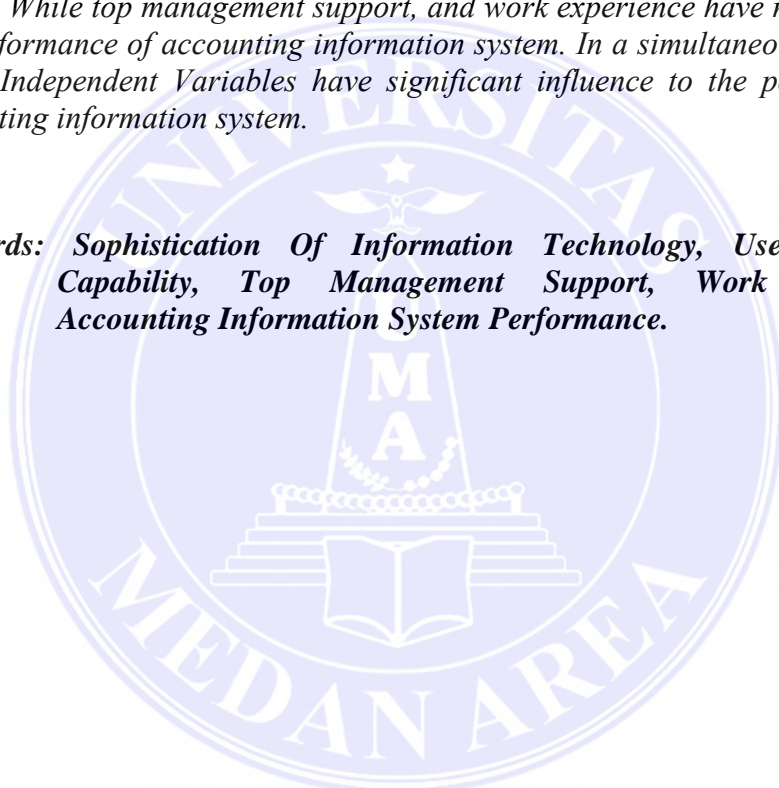 While top management support, and work experience have
formance of accounting information system. In a simultaneo
Independent Variables have significant influence to the p
ting information system.
rds: Sophistication Of Information Technology, Use
Capability, Top Management Support, Work
Accounting Information System Performance.
UNIVERSITAS
UMA
MEDAN AREA